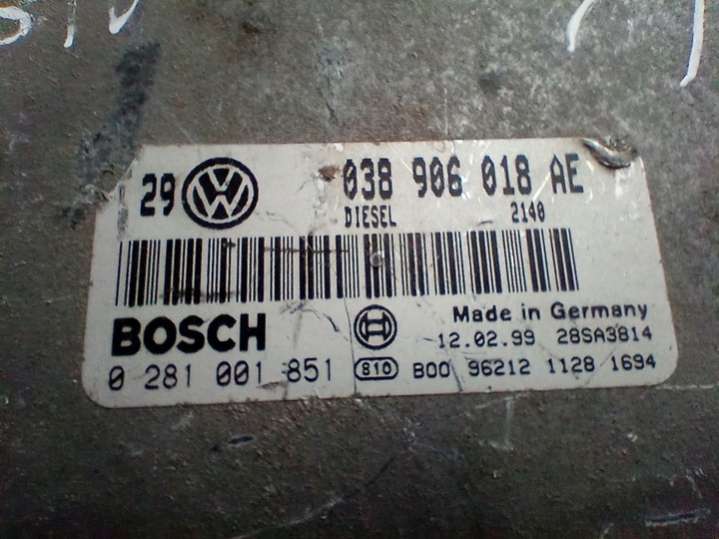 29 VW 038 906 018 AE
DIESEL 2140
Made in Germany
BOSCH 12.02.99 28SA3814
0 281 001 851 810 B00 96212 1128 1694